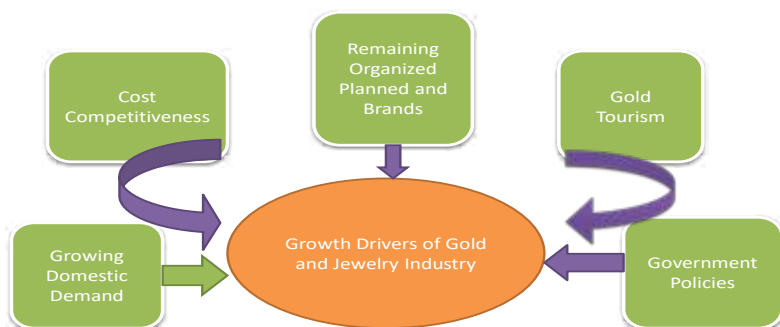 Cost
Competitiveness
Remaining
Organized
Planned and
Brands
Gold
Tourism
Growing
Domestic
Demand
Growth Drivers of Gold
and Jewelry Industry
Government
Policies